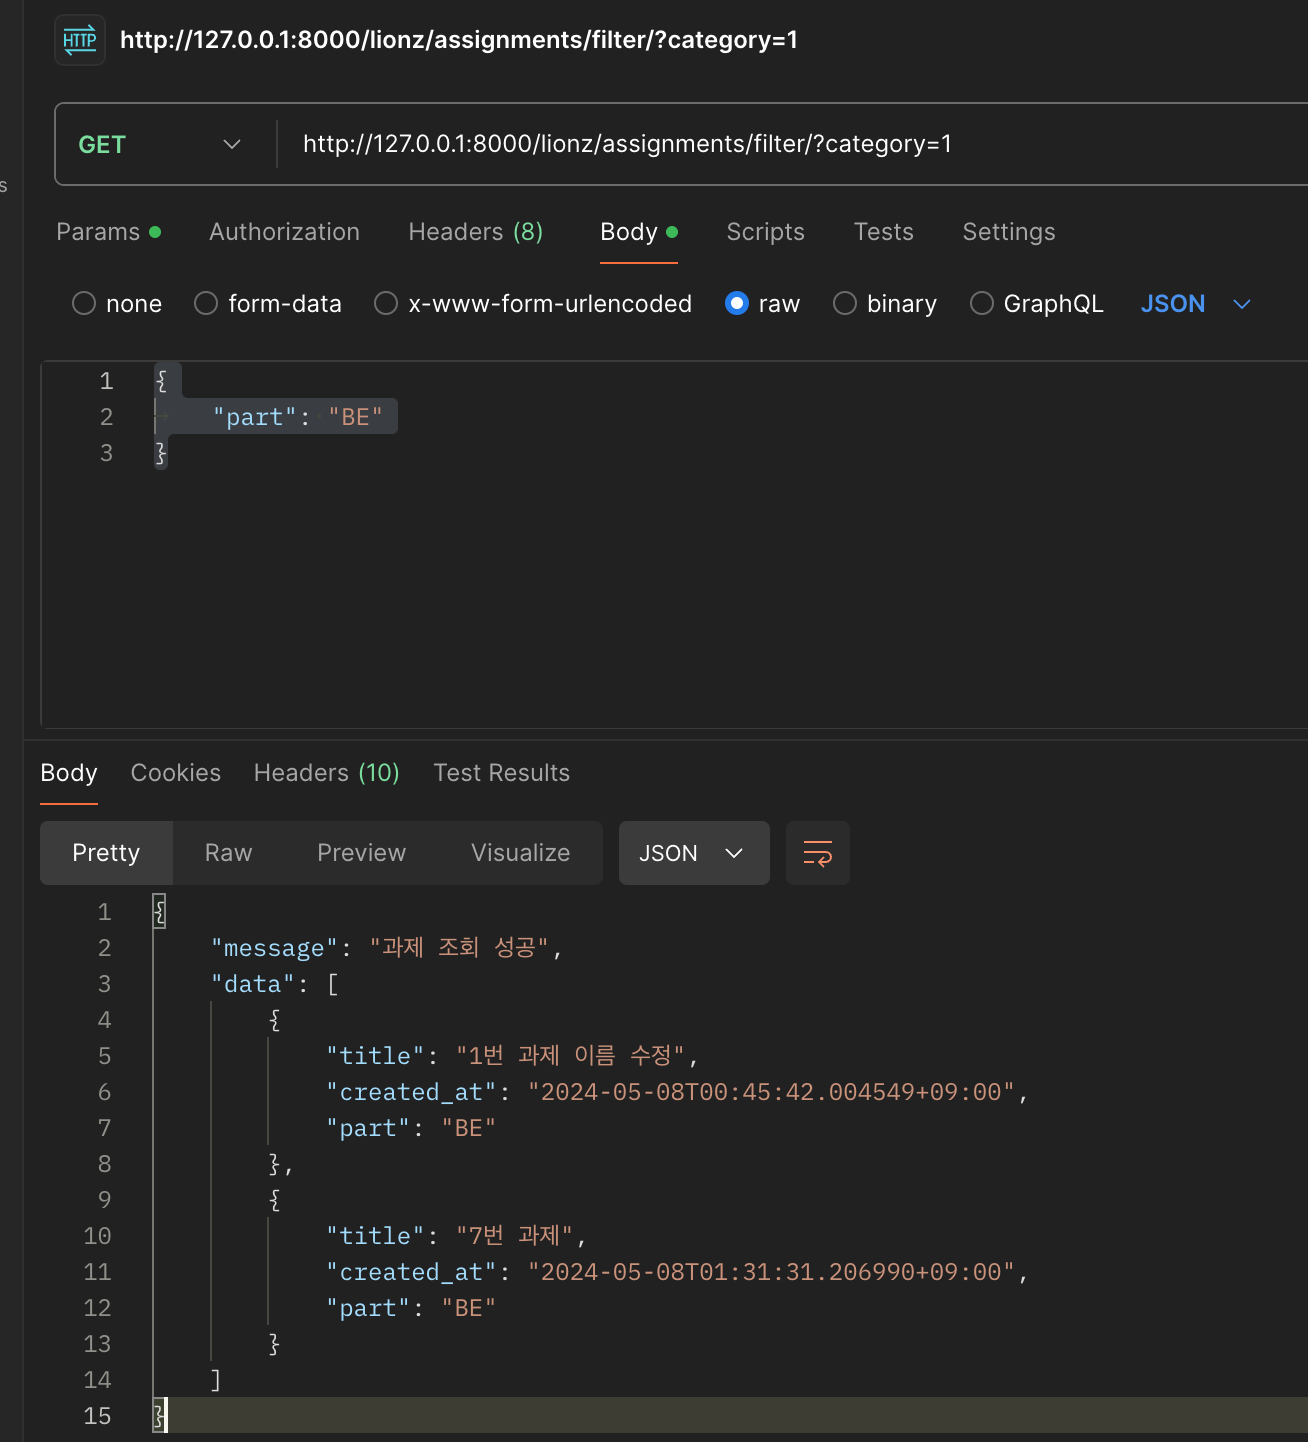 HTTP http://127.0.0.1:8000/lionz/assignments/filter/?category=1
GET http://127.0.0.1:8000/lionz/assignments/filter/?category=1
s
Params Authorization Headers (8) Body Scripts Tests Settings
none form-data x-www-form-urlencoded raw binary GraphQL JSON
1 {
2 "part": "BE"
3 }
Body Cookies Headers (10) Test Results
Pretty Raw Preview Visualize JSON
1 {
2 "message": "과제 조회 성공",
3 "data": [
4 {
5 "title": "1번 과제 이름 수정",
6 "created_at": "2024-05-08T00:45:42.004549+09:00",
7 "part": "BE"
8 },
9 {
10 "title": "7번 과제",
11 "created_at": "2024-05-08T01:31:31.206990+09:00",
12 "part": "BE"
13 }
14 ]
15 }